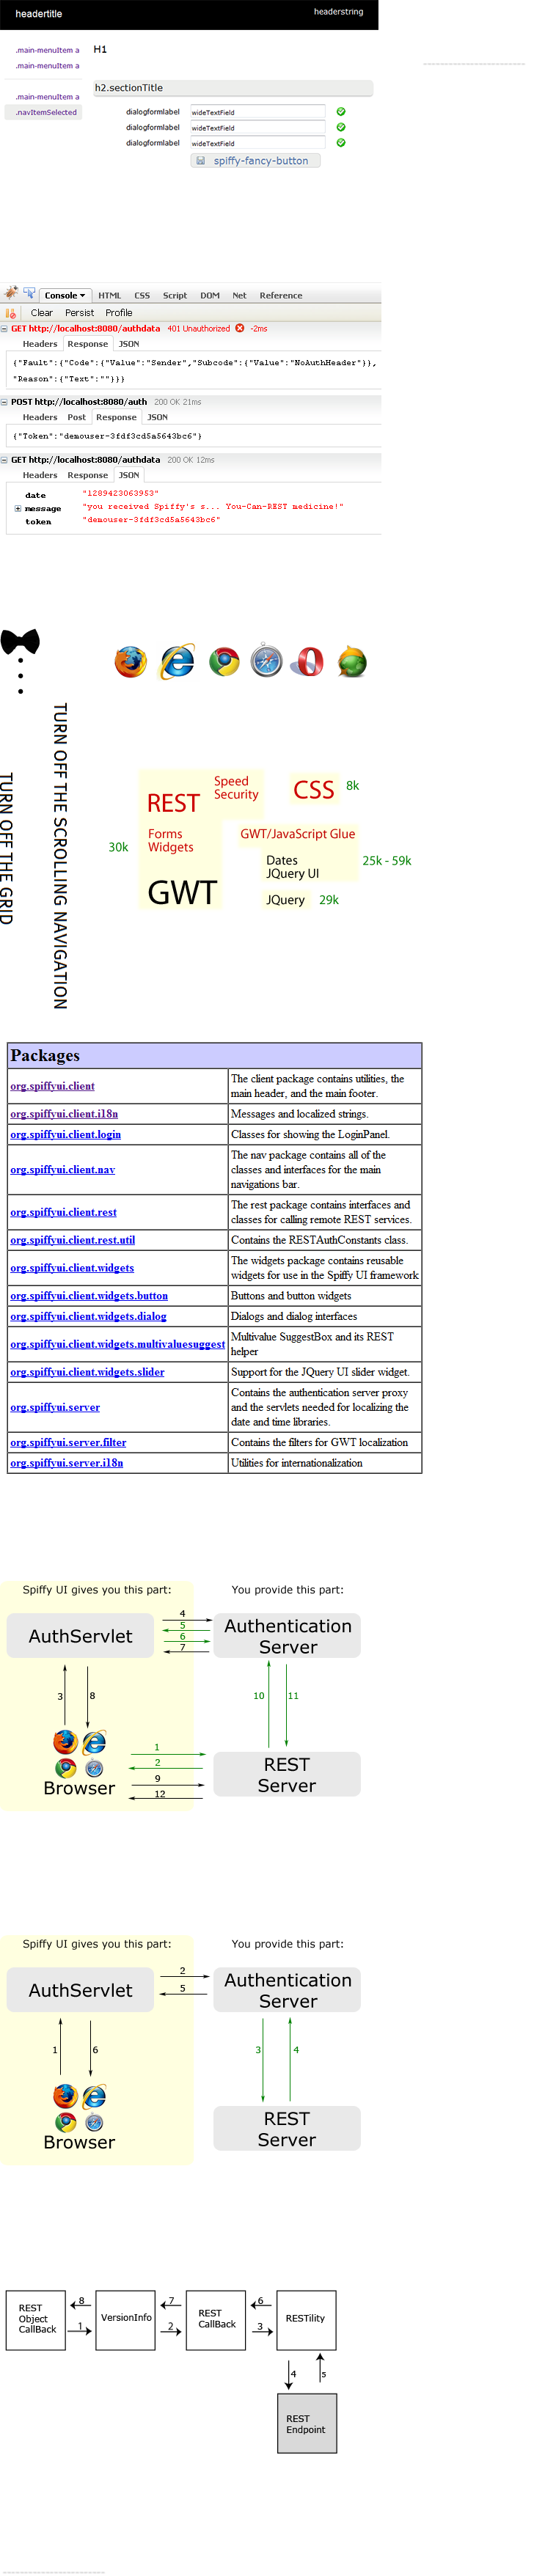 headertitle
headerstring
.main-menuItem a
H1
.main-menuItem a
.main-menuItem a
h2.sectionTitle
.navItemSelected
dialogformlabel wideTextField
dialogformlabel wideTextField
dialogformlabel wideTextField
spiffy-fancy-button
Console HTML CSS Script DOM Net Reference
Clear Persist Profile
GET http://localhost:8080/authdata 401 Unauthorized -2ms
Headers Response JSON
{"Fault":{"Code":{"Value":"Sender","Subcode":{"Value":"NoAuthHeader"}},
"Reason":{"Text":""}}}
POST http://localhost:8080/auth 200 OK 21ms
Headers Post Response JSON
{"Token":"demouser-3fdf3cd5a5643bc6"}
GET http://localhost:8080/authdata 200 OK 12ms
Headers Response JSON
date "1289423063953"
message "you received Spiffy's s... You-Can-REST medicine!"
token "demouser-3fdf3cd5a5643bc6"
TURN OFF THE SCROLLING NAVIGATION
TURN OFF THE GRID
REST
Speed
Security
CSS 8k
Forms
Widgets
GWT/JavaScript Glue
30k
Dates
JQuery UI
25k - 59k
GWT
JQuery 29k
Packages
org.spiffyui.client
The client package contains utilities, the
main header, and the main footer.
org.spiffyui.client.i18n Messages and localized strings.
org.spiffyui.client.login Classes for showing the LoginPanel.
org.spiffyui.client.nav
The nav package contains all of the
classes and interfaces for the main
navigations bar.
org.spiffyui.client.rest
The rest package contains interfaces and
classes for calling remote REST services.
org.spiffyui.client.rest.util Contains the RESTAuthConstants class.
org.spiffyui.client.widgets
The widgets package contains reusable
widgets for use in the Spiffy UI framework
org.spiffyui.client.widgets.button Buttons and button widgets
org.spiffyui.client.widgets.dialog Dialogs and dialog interfaces
org.spiffyui.client.widgets.multivaluesuggest
Multivalue SuggestBox and its REST
helper
org.spiffyui.client.widgets.slider Support for the JQuery UI slider widget.
org.spiffyui.server
Contains the authentication server proxy
and the servlets needed for localizing the
date and time libraries.
org.spiffyui.server.filter Contains the filters for GWT localization
org.spiffyui.server.i18n Utilities for internationalization
Spiffy UI gives you this part: You provide this part:
AuthServlet
4
5
6
7
Authentication
Server
3 8
10 11
Browser
1
2
9
12
REST
Server
Spiffy UI gives you this part: You provide this part:
AuthServlet
2
5
Authentication
Server
1 6
3 4
Browser
REST
Server
REST
Object
CallBack
8
1
VersionInfo
7
2
REST
CallBack
6
3
RESTility
4 5
REST
Endpoint